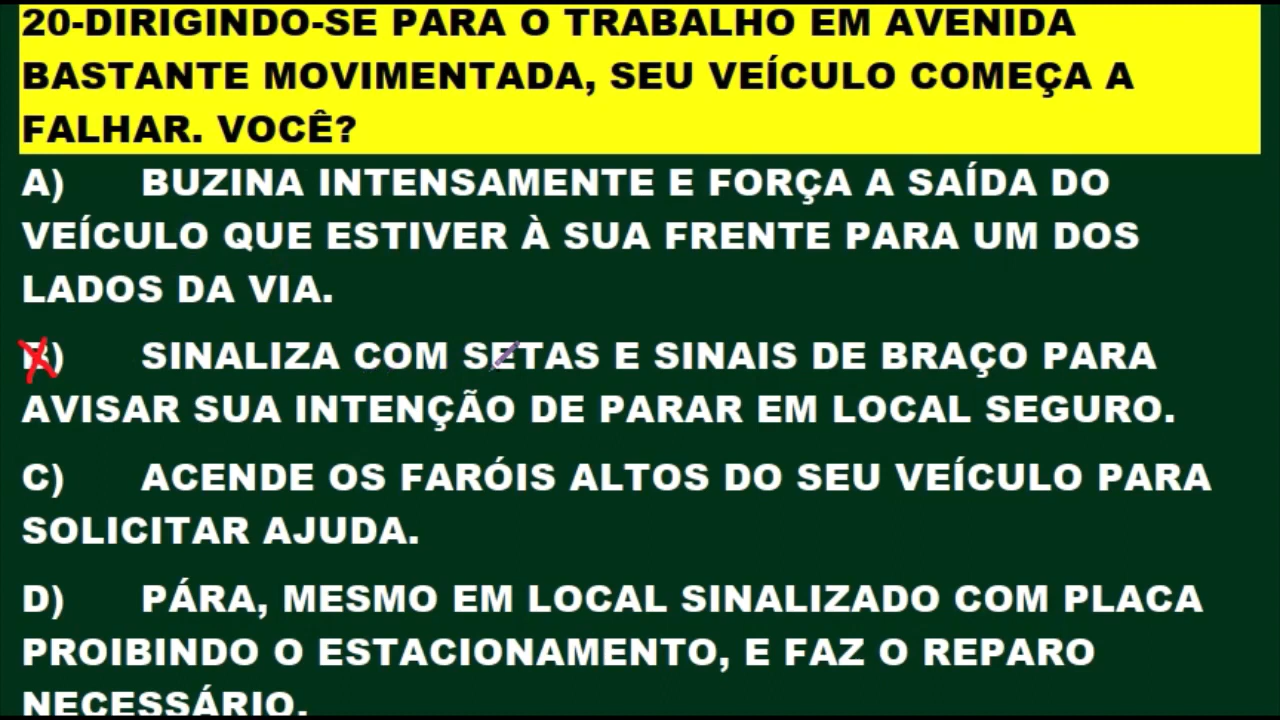 20-DIRIGINDO-SE PARA O TRABALHO EM AVENIDA
BASTANTE MOVIMENTADA, SEU VEÍCULO COMEÇA A
FALHAR. VOCÊ?
A) BUZINA INTENSAMENTE E FORÇA A SAÍDA DO
VEÍCULO QUE ESTIVER À SUA FRENTE PARA UM DOS
LADOS DA VIA.
B) SINALIZA COM SETAS E SINAIS DE BRAÇO PARA
AVISAR SUA INTENÇÃO DE PARAR EM LOCAL SEGURO.
C) ACENDE OS FARÓIS ALTOS DO SEU VEÍCULO PARA
SOLICITAR AJUDA.
D) PÁRA, MESMO EM LOCAL SINALIZADO COM PLACA
PROIBINDO O ESTACIONAMENTO, E FAZ O REPARO
NECESSÁRIO.